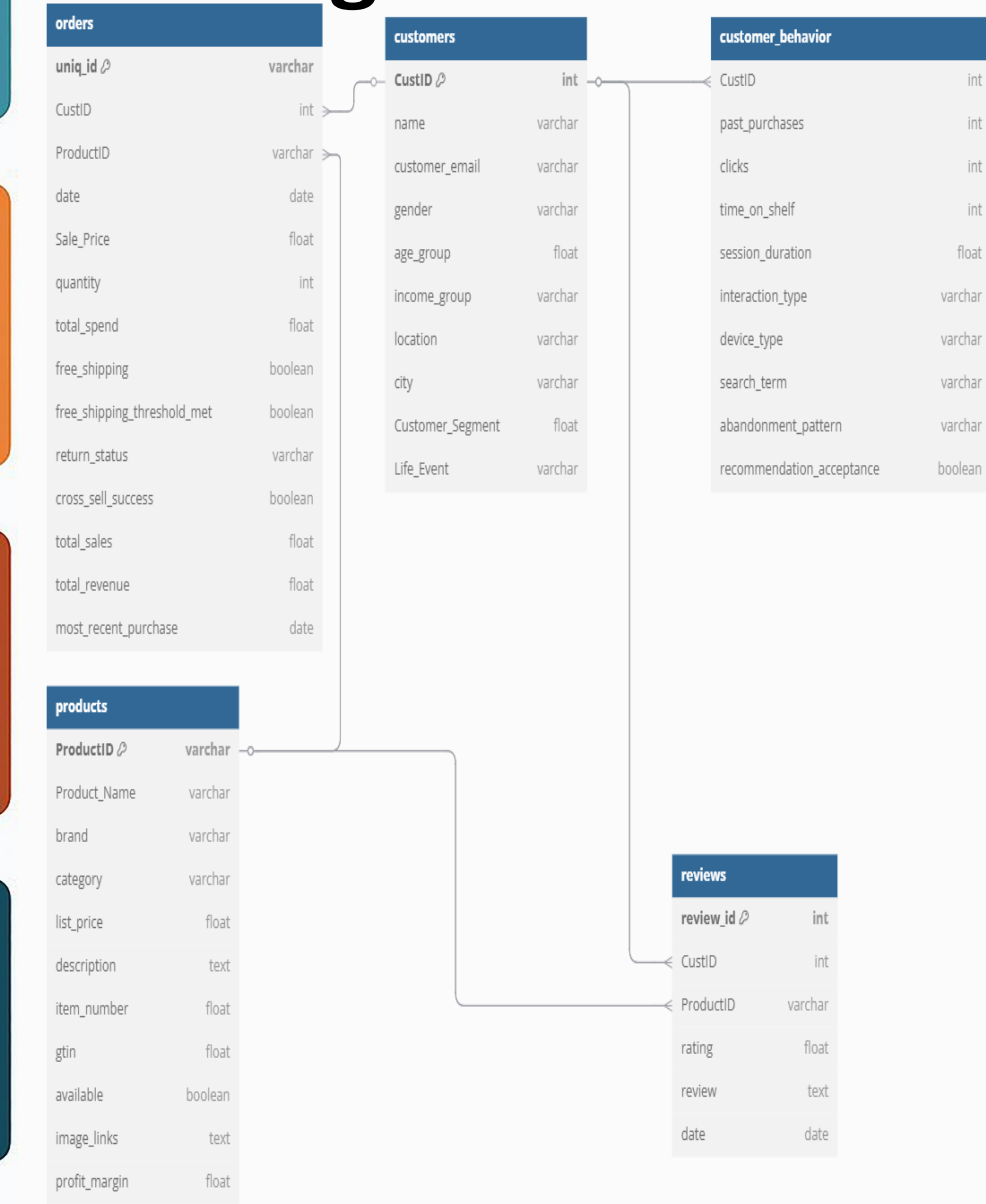 g
orders
uniq_id varchar
CustID int
ProductID varchar
date date
Sale_Price float
quantity int
total_spend float
free_shipping boolean
free_shipping_threshold_met boolean
return_status varchar
cross_sell_success boolean
total_sales float
total_revenue float
most_recent_purchase date
customers
CustID int
name varchar
customer_email varchar
gender varchar
age_group float
income_group varchar
location varchar
city varchar
Customer_Segment float
Life_Event varchar
customer_behavior
CustID int
past_purchases int
clicks int
time_on_shelf int
session_duration float
interaction_type varchar
device_type varchar
search_term varchar
abandonment_pattern varchar
recommendation_acceptance boolean
products
ProductID varchar
Product_Name varchar
brand varchar
category varchar
list_price float
description text
item_number float
gtin float
available boolean
image_links text
profit_margin float
reviews
review_id int
CustID int
ProductID varchar
rating float
review text
date date